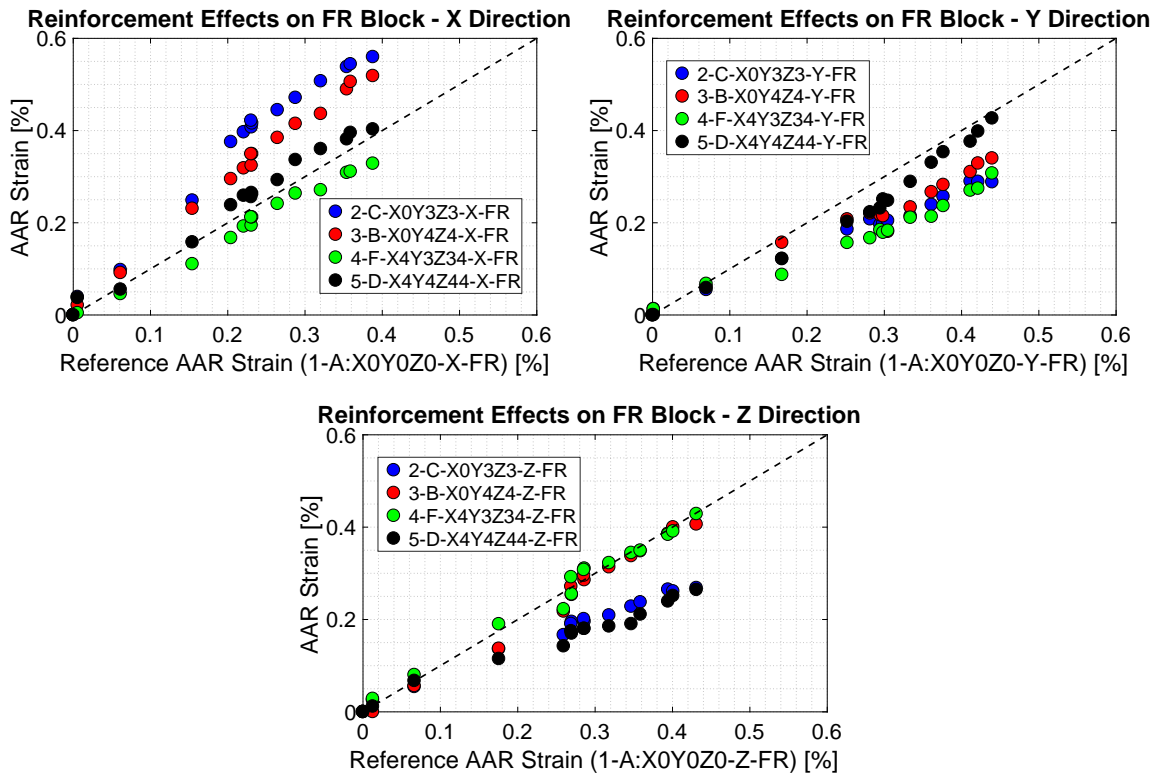 Reinforcement Effects on FR Block - X Direction
0.6
0.4
0.2
0
AAR Strain [%]
2-C-X0Y3Z3-X-FR
3-B-X0Y4Z4-X-FR
4-F-X4Y3Z34-X-FR
5-D-X4Y4Z44-X-FR
0 0.1 0.2 0.3 0.4 0.5 0.6
Reference AAR Strain (1-A:X0Y0Z0-X-FR) [%]
Reinforcement Effects on FR Block - Y Direction
0.6
0.4
0.2
0
AAR Strain [%]
2-C-X0Y3Z3-Y-FR
3-B-X0Y4Z4-Y-FR
4-F-X4Y3Z34-Y-FR
5-D-X4Y4Z44-Y-FR
0 0.1 0.2 0.3 0.4 0.5 0.6
Reference AAR Strain (1-A:X0Y0Z0-Y-FR) [%]
Reinforcement Effects on FR Block - Z Direction
0.6
0.4
0.2
0
AAR Strain [%]
2-C-X0Y3Z3-Z-FR
3-B-X0Y4Z4-Z-FR
4-F-X4Y3Z34-Z-FR
5-D-X4Y4Z44-Z-FR
0 0.1 0.2 0.3 0.4 0.5 0.6
Reference AAR Strain (1-A:X0Y0Z0-Z-FR) [%]